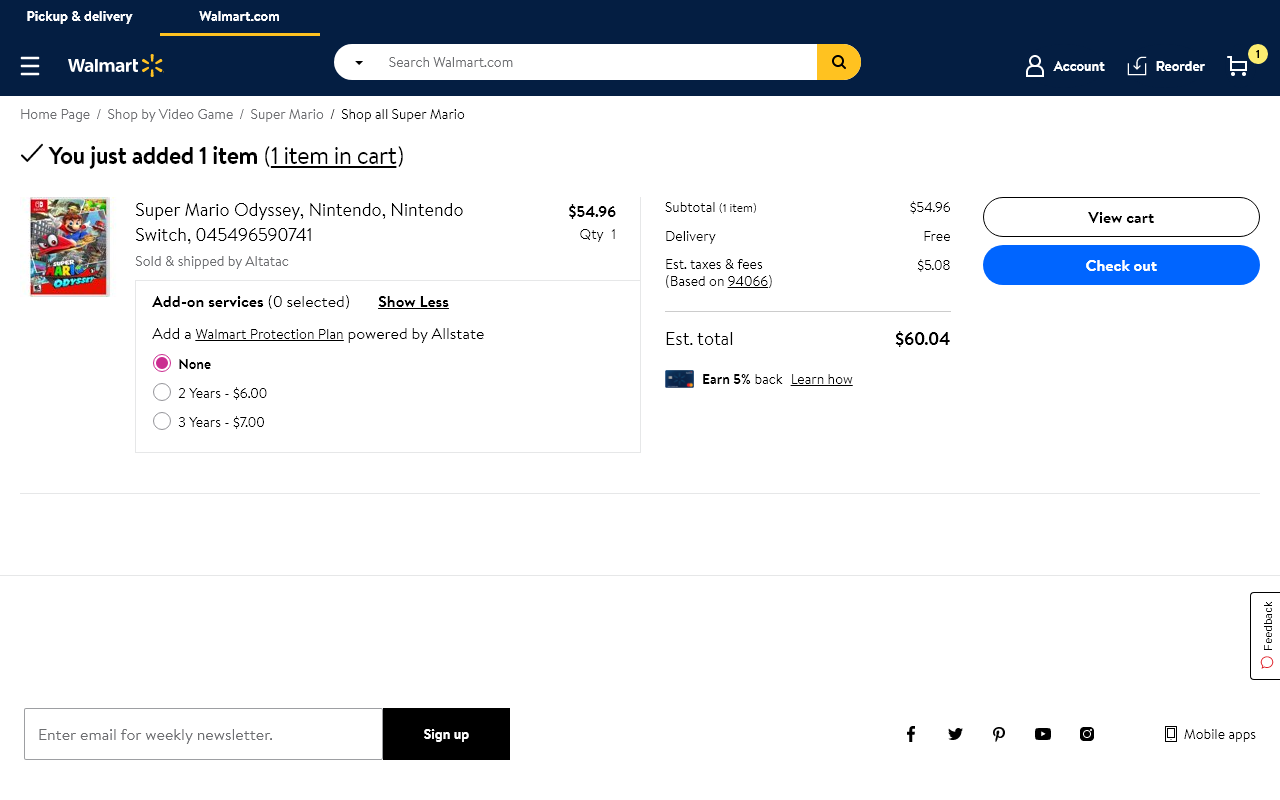 Pickup & delivery
Walmart.com
Walmart
Search Walmart.com
Account
Reorder
1
Home Page / Shop by Video Game / Super Mario / Shop all Super Mario
You just added 1 item (1 item in cart)
SUPER
MARIO
ODYSSEY
Super Mario Odyssey, Nintendo, Nintendo
Switch, 045496590741
$54.96
Qty 1
Sold & shipped by Altatac
Add-on services (0 selected) Show Less
Add a Walmart Protection Plan powered by Allstate
None
2 Years - $6.00
3 Years - $7.00
Subtotal (1 item) $54.96
Delivery Free
Est. taxes & fees $5.08
(Based on 94066)
Est. total $60.04
Earn 5% back Learn how
View cart
Check out
Feedback
Enter email for weekly newsletter.
Sign up
Mobile apps